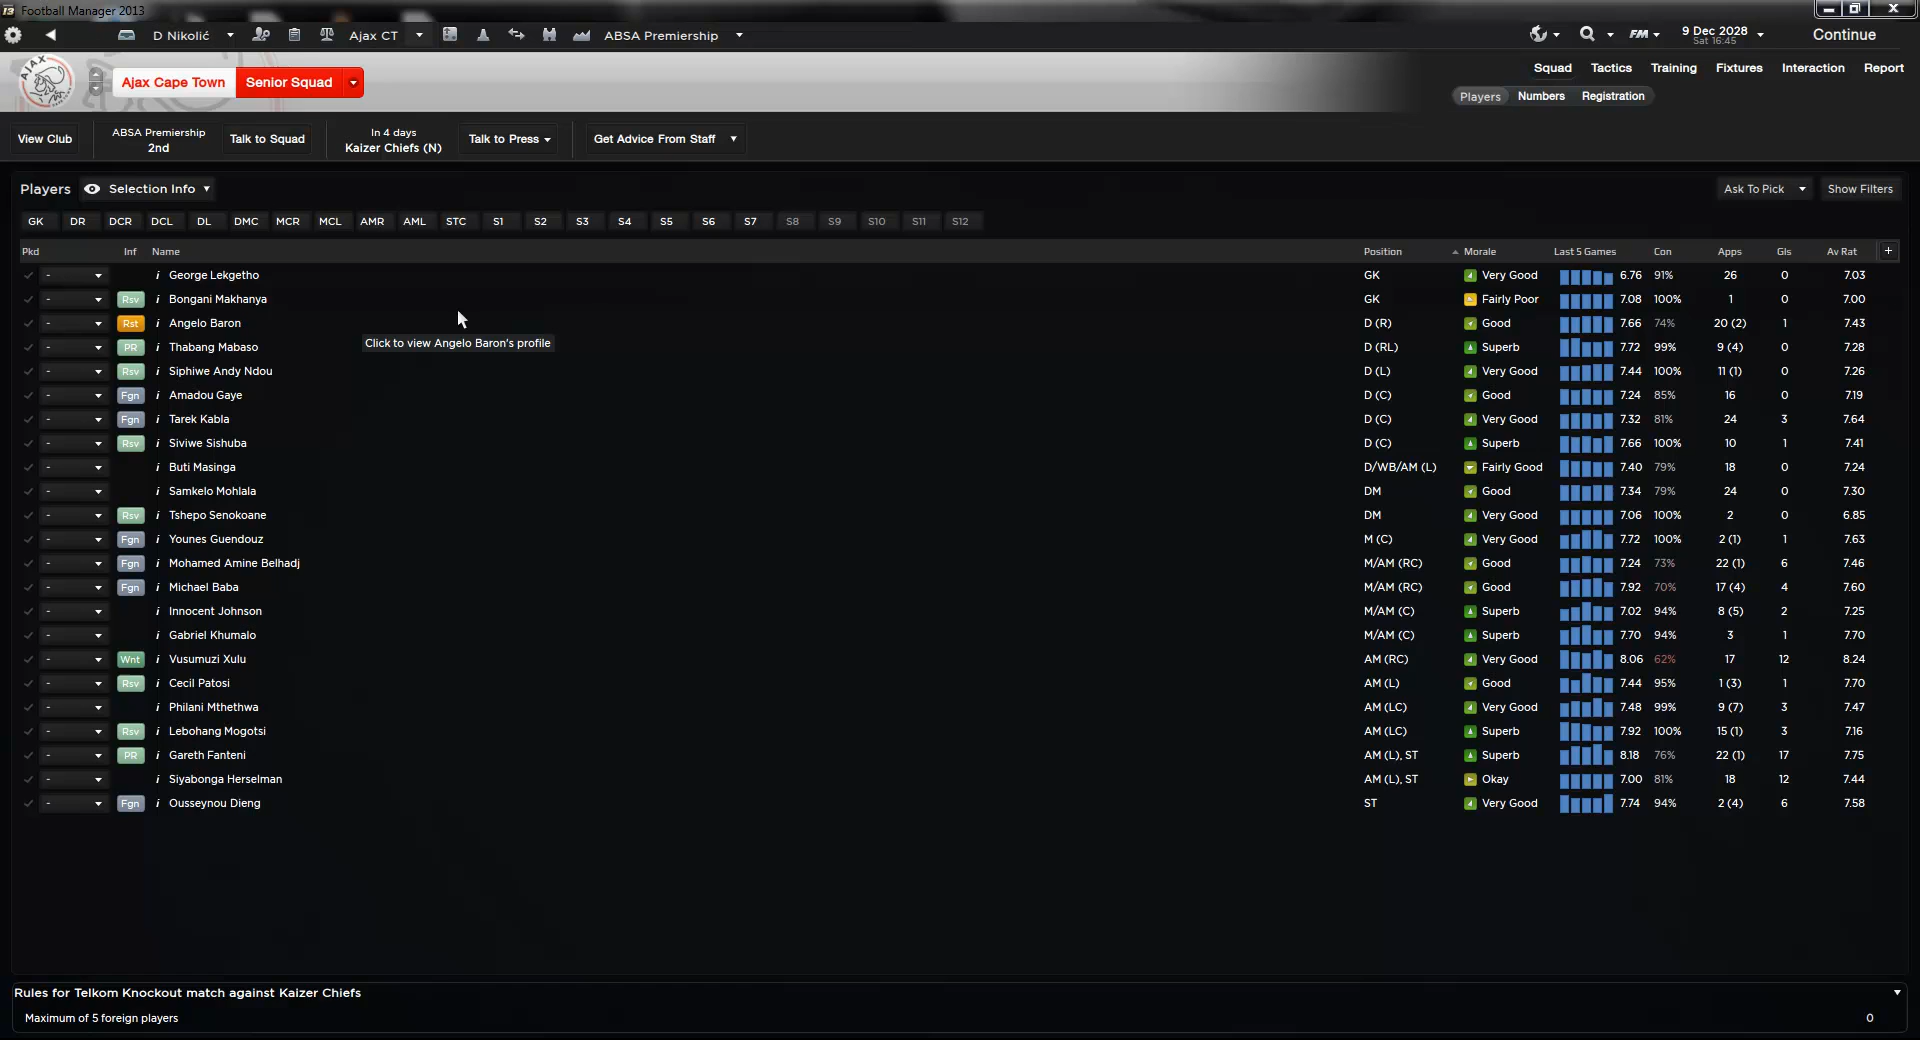 Football Manager 2013
D Nikolić Ajax CT ABSA Premiership FM 9 Dec 2028 Continue
Sat 16:45
AJAX Ajax Cape Town Senior Squad Squad Tactics Training Fixtures Interaction Report
Players Numbers Registration
View Club ABSA Premiership 2nd Talk to Squad In 4 days Kaizer Chiefs (N) Talk to Press Get Advice From Staff
Players Selection Info Ask To Pick Show Filters
GK DR DCR DCL DL DMC MCR MCL AMR AML STC S1 S2 S3 S4 S5 S6 S7 S8 S9 S10 S11 S12
Pkd Inf Name Position Morale Last 5 Games Con Apps Gls Av Rat +
- i George Lekgetho GK Very Good 6.76 91% 26 0 7.03
- Rsv i Bongani Makhanya GK Fairly Poor 7.08 100% 1 0 7.00
- Rst i Angelo Baron D (R) Good 7.66 74% 20 (2) 1 7.43
Click to view Angelo Baron's profile
- PR i Thabang Mabaso D (RL) Superb 7.72 99% 9 (4) 0 7.28
- Rsv i Siphiwe Andy Ndou D (L) Very Good 7.44 100% 11 (1) 0 7.26
- Fgn i Amadou Gaye D (C) Good 7.24 85% 16 0 7.19
- Fgn i Tarek Kabla D (C) Very Good 7.32 81% 24 3 7.64
- Rsv i Siviwe Sishuba D (C) Superb 7.66 100% 10 1 7.41
- i Buti Masinga D/WB/AM (L) Fairly Good 7.40 79% 18 0 7.24
- i Samkelo Mohlala DM Good 7.34 79% 24 0 7.30
- Rsv i Tshepo Senokoane DM Very Good 7.06 100% 2 0 6.85
- Fgn i Younes Guendouz M (C) Very Good 7.72 100% 2 (1) 1 7.63
- Fgn i Mohamed Amine Belhadj M/AM (RC) Good 7.24 73% 22 (1) 6 7.46
- Fgn i Michael Baba M/AM (RC) Good 7.92 70% 17 (4) 4 7.60
- i Innocent Johnson M/AM (C) Superb 7.02 94% 8 (5) 2 7.25
- i Gabriel Khumalo M/AM (C) Superb 7.70 94% 3 1 7.70
- Wnt i Vusumuzi Xulu AM (RC) Very Good 8.06 62% 17 12 8.24
- Rsv i Cecil Patosi AM (L) Good 7.44 95% 1 (3) 1 7.70
- i Philani Mthethwa AM (LC) Very Good 7.48 99% 9 (7) 3 7.47
- Rsv i Lebohang Mogotsi AM (LC) Superb 7.92 100% 15 (1) 3 7.16
- PR i Gareth Fanteni AM (L), ST Superb 8.18 76% 22 (1) 17 7.75
- i Siyabonga Herselman AM (L), ST Okay 7.00 81% 18 12 7.44
- Fgn i Ousseynou Dieng ST Very Good 7.74 94% 2 (4) 6 7.58
Rules for Telkom Knockout match against Kaizer Chiefs
Maximum of 5 foreign players 0